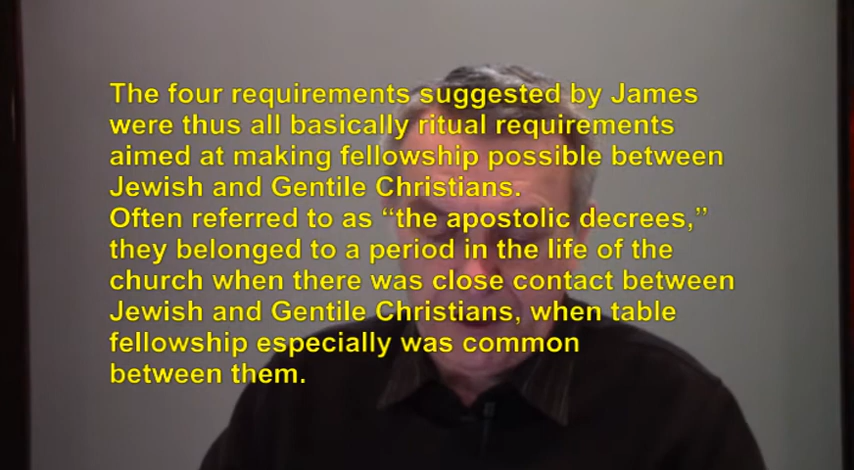 The four requirements suggested by James
were thus all basically ritual requirements
aimed at making fellowship possible between
Jewish and Gentile Christians.
Often referred to as “the apostolic decrees,”
they belonged to a period in the life of the
church when there was close contact between
Jewish and Gentile Christians, when table
fellowship especially was common
between them.